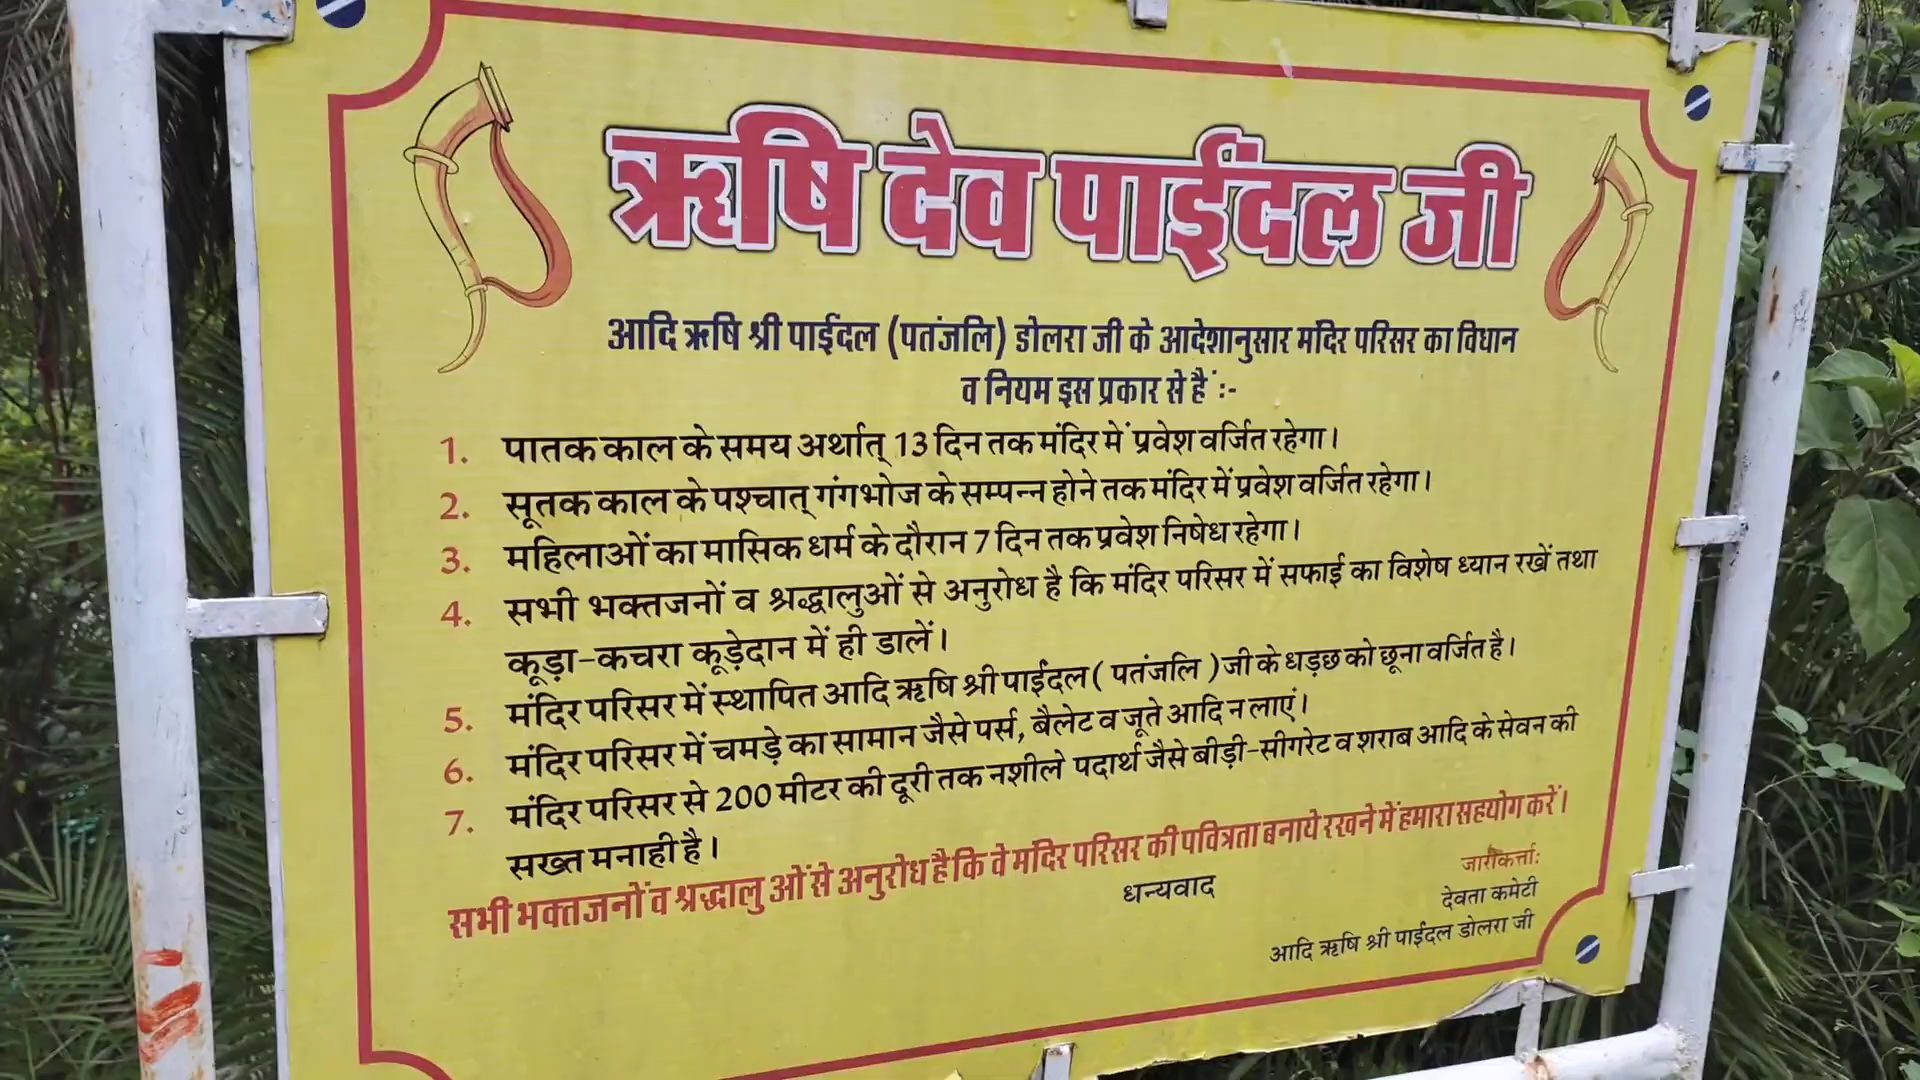 ऋषि देव पाईंदल जी
आदि ऋषि श्री पाईंदल (पतंजलि) डोलरा जी के आदेशानुसार मंदिर परिसर का विधान
व नियम इस प्रकार से हैं :-
1. पातक काल के समय अर्थात् 13 दिन तक मंदिर में प्रवेश वर्जित रहेगा।
2. सूतक काल के पश्चात् गंगभोज के सम्पन्न होने तक मंदिर में प्रवेश वर्जित रहेगा।
3. महिलाओं का मासिक धर्म के दौरान 7 दिन तक प्रवेश निषेध रहेगा।
4. सभी भक्तजनों व श्रद्धालुओं से अनुरोध है कि मंदिर परिसर में सफाई का विशेष ध्यान रखें तथा
कूड़ा-कचरा कूड़ेदान में ही डालें।
5. मंदिर परिसर में स्थापित आदि ऋषि श्री पाईंदल ( पतंजलि ) जी के धड़छ को छूना वर्जित है।
6. मंदिर परिसर में चमड़े का सामान जैसे पर्स, बैलेट व जूते आदि न लाएं।
7. मंदिर परिसर से 200 मीटर की दूरी तक नशीले पदार्थ जैसे बीड़ी-सीगरेट व शराब आदि के सेवन की
सख्त मनाही है।
सभी भक्तजनों व श्रद्धालु ओं से अनुरोध है कि वे मंदिर परिसर की पवित्रता बनाये रखने में हमारा सहयोग करें।
धन्यवाद
जारीकर्त्ताः
देवता कमेटी
आदि ऋषि श्री पाईंदल डोलरा जी